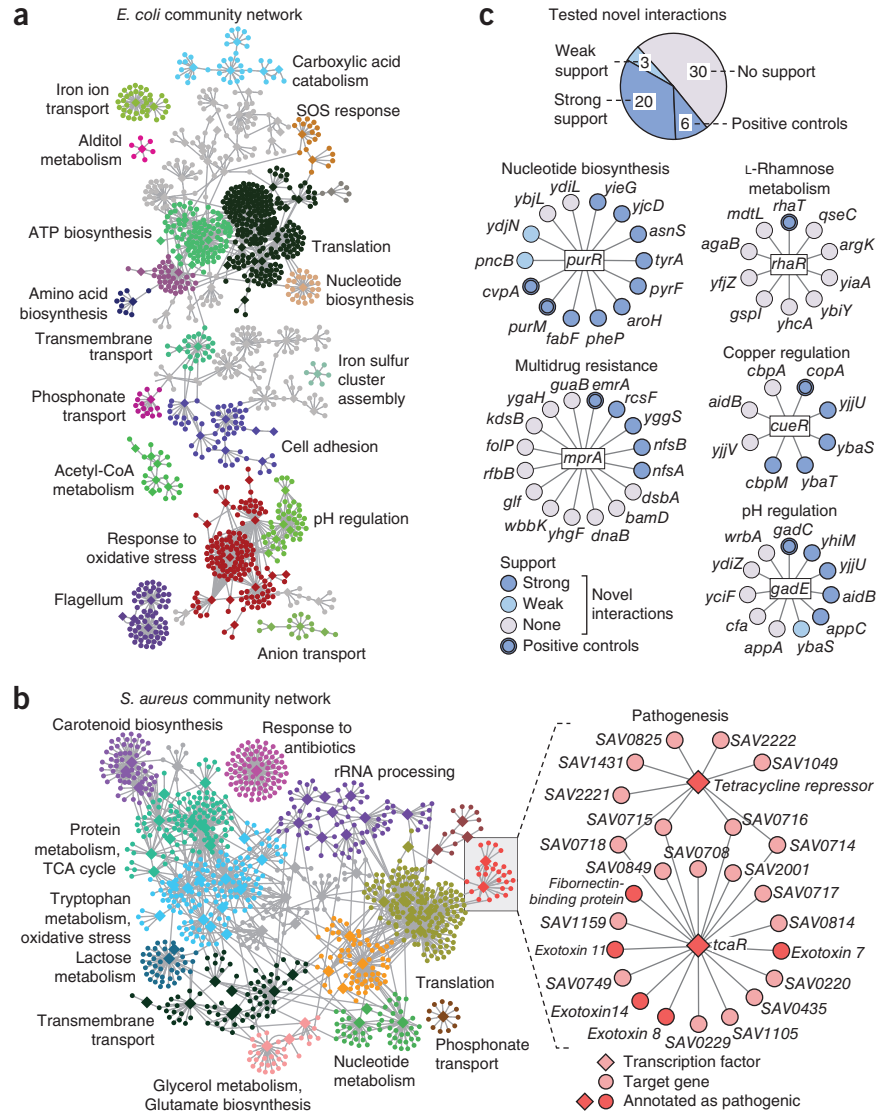 a
E. coli community network
Carboxylic acid
catabolism
Iron ion
transport
SOS response
Alditol
metabolism
ATP biosynthesis
Translation
Nucleotide
biosynthesis
Amino acid
biosynthesis
Transmembrane
transport
Iron sulfur
cluster
assembly
Phosphonate
transport
Cell adhesion
Acetyl-CoA
metabolism
pH regulation
Response to
oxidative stress
Flagellum
Anion transport
c
Tested novel interactions
Weak
support
3
30
No support
Strong
support
20
6
Positive controls
Nucleotide biosynthesis
ydiL
yieG
ybjL
yjcD
ydjN
asnS
purR
pncB
tyrA
cvpA
pyrF
purM
aroH
fabF
pheP
L-Rhamnose
metabolism
rhaT
mdtL
qseC
agaB
argK
rhaR
yfjZ
yiaA
gspI
ybiY
yhcA
Multidrug resistance
guaB
emrA
ygaH
rcsF
kdsB
yggS
folP
nfsB
mprA
rfbB
nfsA
glf
dsbA
wbbK
bamD
yhgF
dnaB
Copper regulation
cbpA
copA
aidB
yjjU
cueR
yjjV
ybaS
cbpM
ybaT
pH regulation
gadC
wrbA
yhiM
ydiZ
yjjU
gadE
yciF
aidB
cfa
appC
appA
ybaS
Support
Strong
Weak
None
Novel
interactions
Positive controls
b
S. aureus community network
Carotenoid biosynthesis
Response to
antibiotics
rRNA processing
Protein
metabolism,
TCA cycle
Tryptophan
metabolism,
oxidative stress
Lactose
metabolism
Transmembrane
transport
Translation
Phosphonate
transport
Nucleotide
metabolism
Glycerol metabolism,
Glutamate biosynthesis
Pathogenesis
SAV0825
SAV2222
SAV1431
SAV1049
Tetracycline repressor
SAV2221
SAV0715
SAV0716
SAV0718
SAV0708
SAV0714
SAV0849
SAV2001
Fibornectin-
binding protein
SAV0717
SAV1159
SAV0814
tcaR
Exotoxin 11
Exotoxin 7
SAV0749
SAV0220
Exotoxin14
SAV0435
Exotoxin 8
SAV1105
SAV0229
Transcription factor
Target gene
Annotated as pathogenic